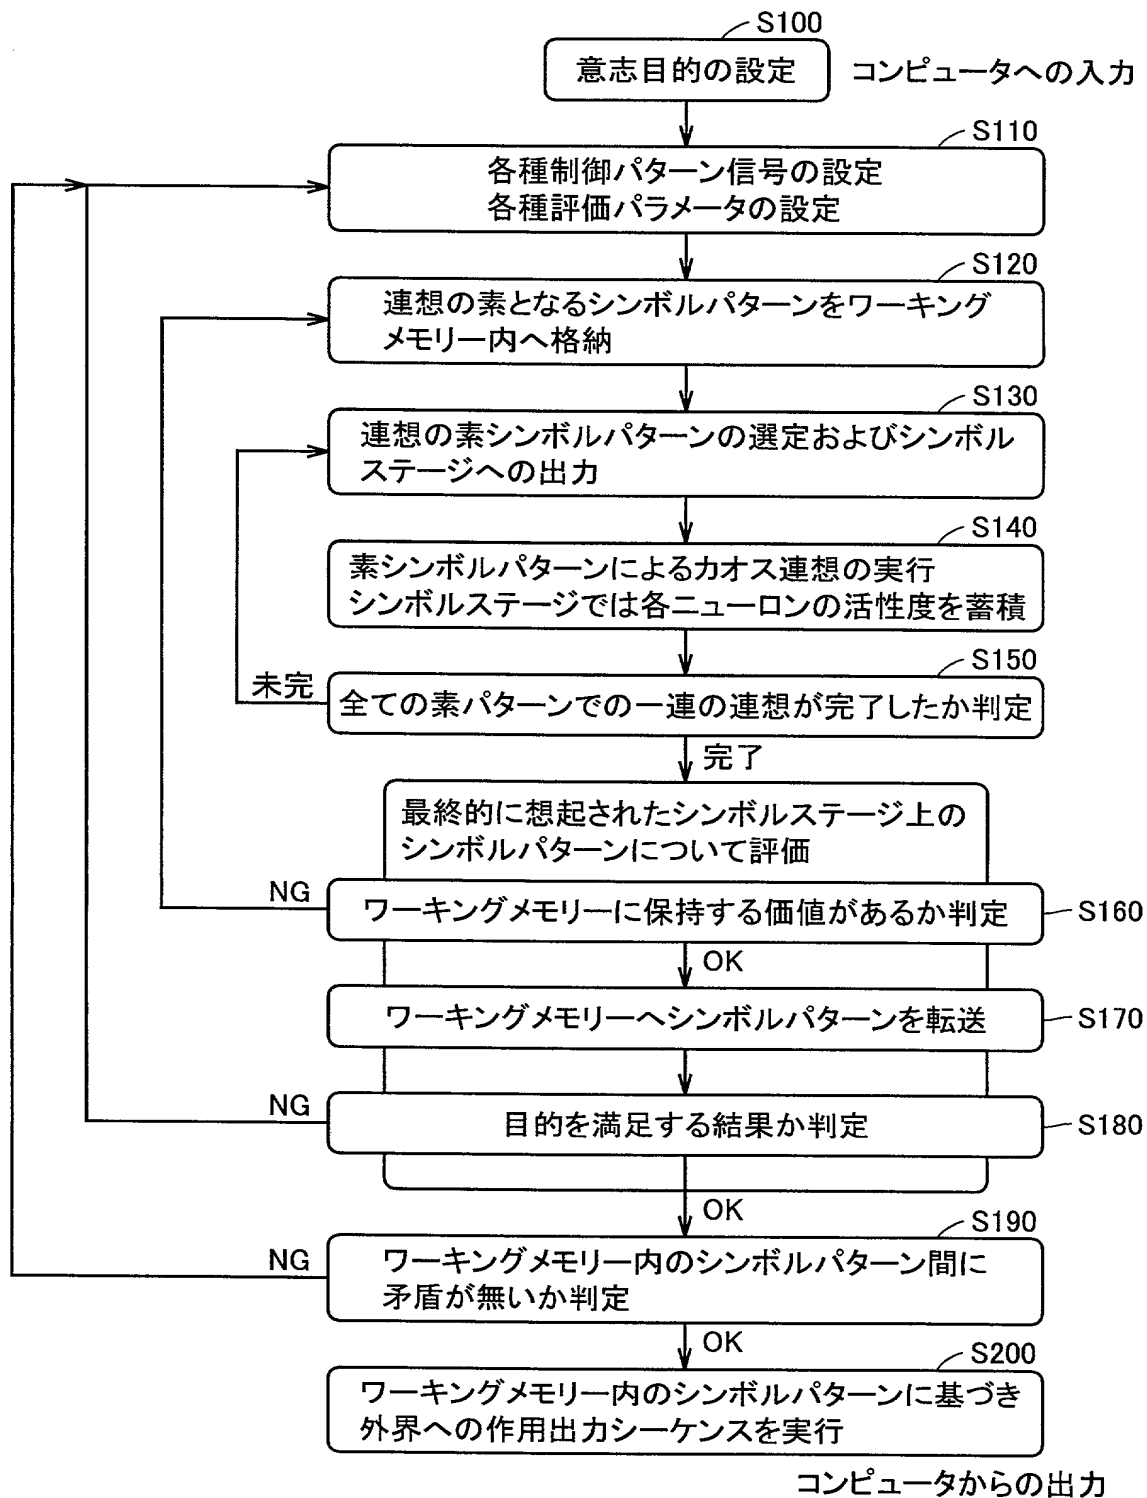 S100
意志目的の設定
コンピュータへの入力
S110
各種制御パターン信号の設定
各種評価パラメータの設定
S120
連想の素となるシンボルパターンをワーキング
メモリー内へ格納
S130
連想の素シンボルパターンの選定およびシンボル
ステージへの出力
S140
素シンボルパターンによるカオス連想の実行
シンボルステージでは各ニューロンの活性度を蓄積
S150
未完
全ての素パターンでの一連の連想が完了したか判定
完了
最終的に想起されたシンボルステージ上の
シンボルパターンについて評価
NG
ワーキングメモリーに保持する価値があるか判定
S160
OK
ワーキングメモリーへシンボルパターンを転送
S170
NG
目的を満足する結果か判定
S180
OK
S190
NG
ワーキングメモリー内のシンボルパターン間に
矛盾が無いか判定
OK
S200
ワーキングメモリー内のシンボルパターンに基づき
外界への作用出力シーケンスを実行
コンピュータからの出力